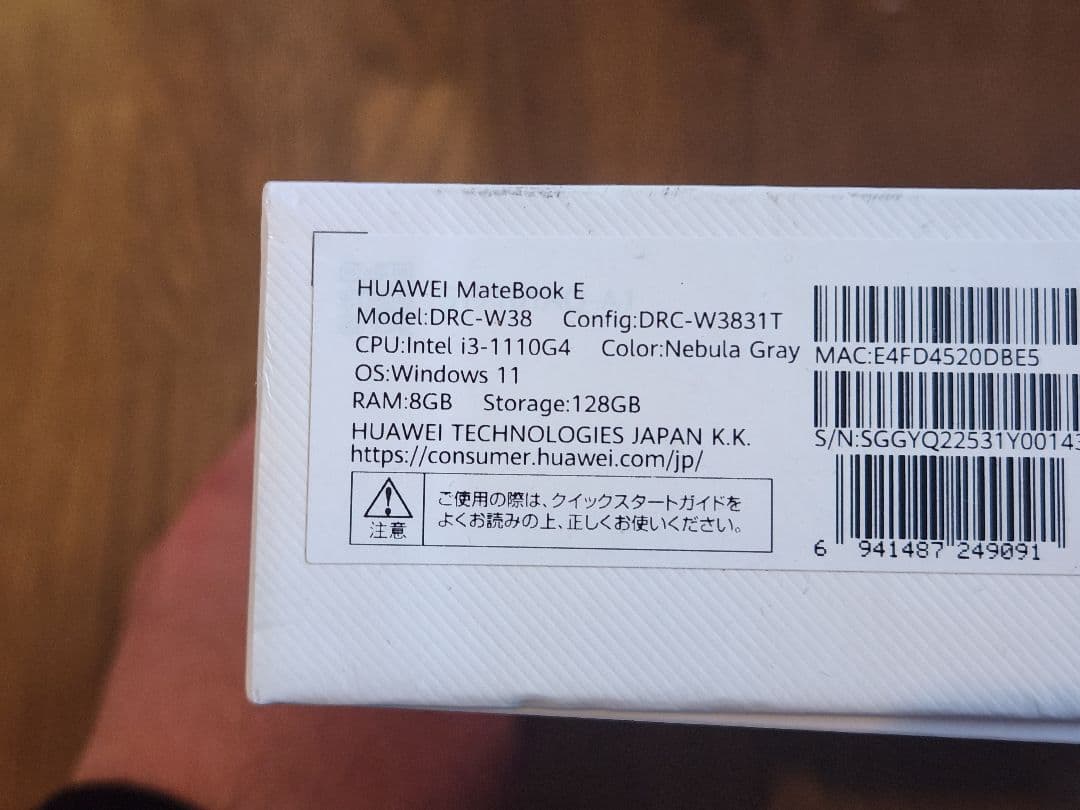 HUAWEI MateBook E
Model:DRC-W38 Config:DRC-W3831T
CPU:Intel i3-1110G4 Color:Nebula Gray
OS:Windows 11
RAM:8GB Storage:128GB
HUAWEI TECHNOLOGIES JAPAN K.K.
https://consumer.huawei.com/jp/
注意
ご使用の際は、クイックスタートガイドを
よくお読みの上、正しくお使いください。
MAC:E4FD4520DBE5
S/N:SGGYQ22531Y00143
6 941487 249091